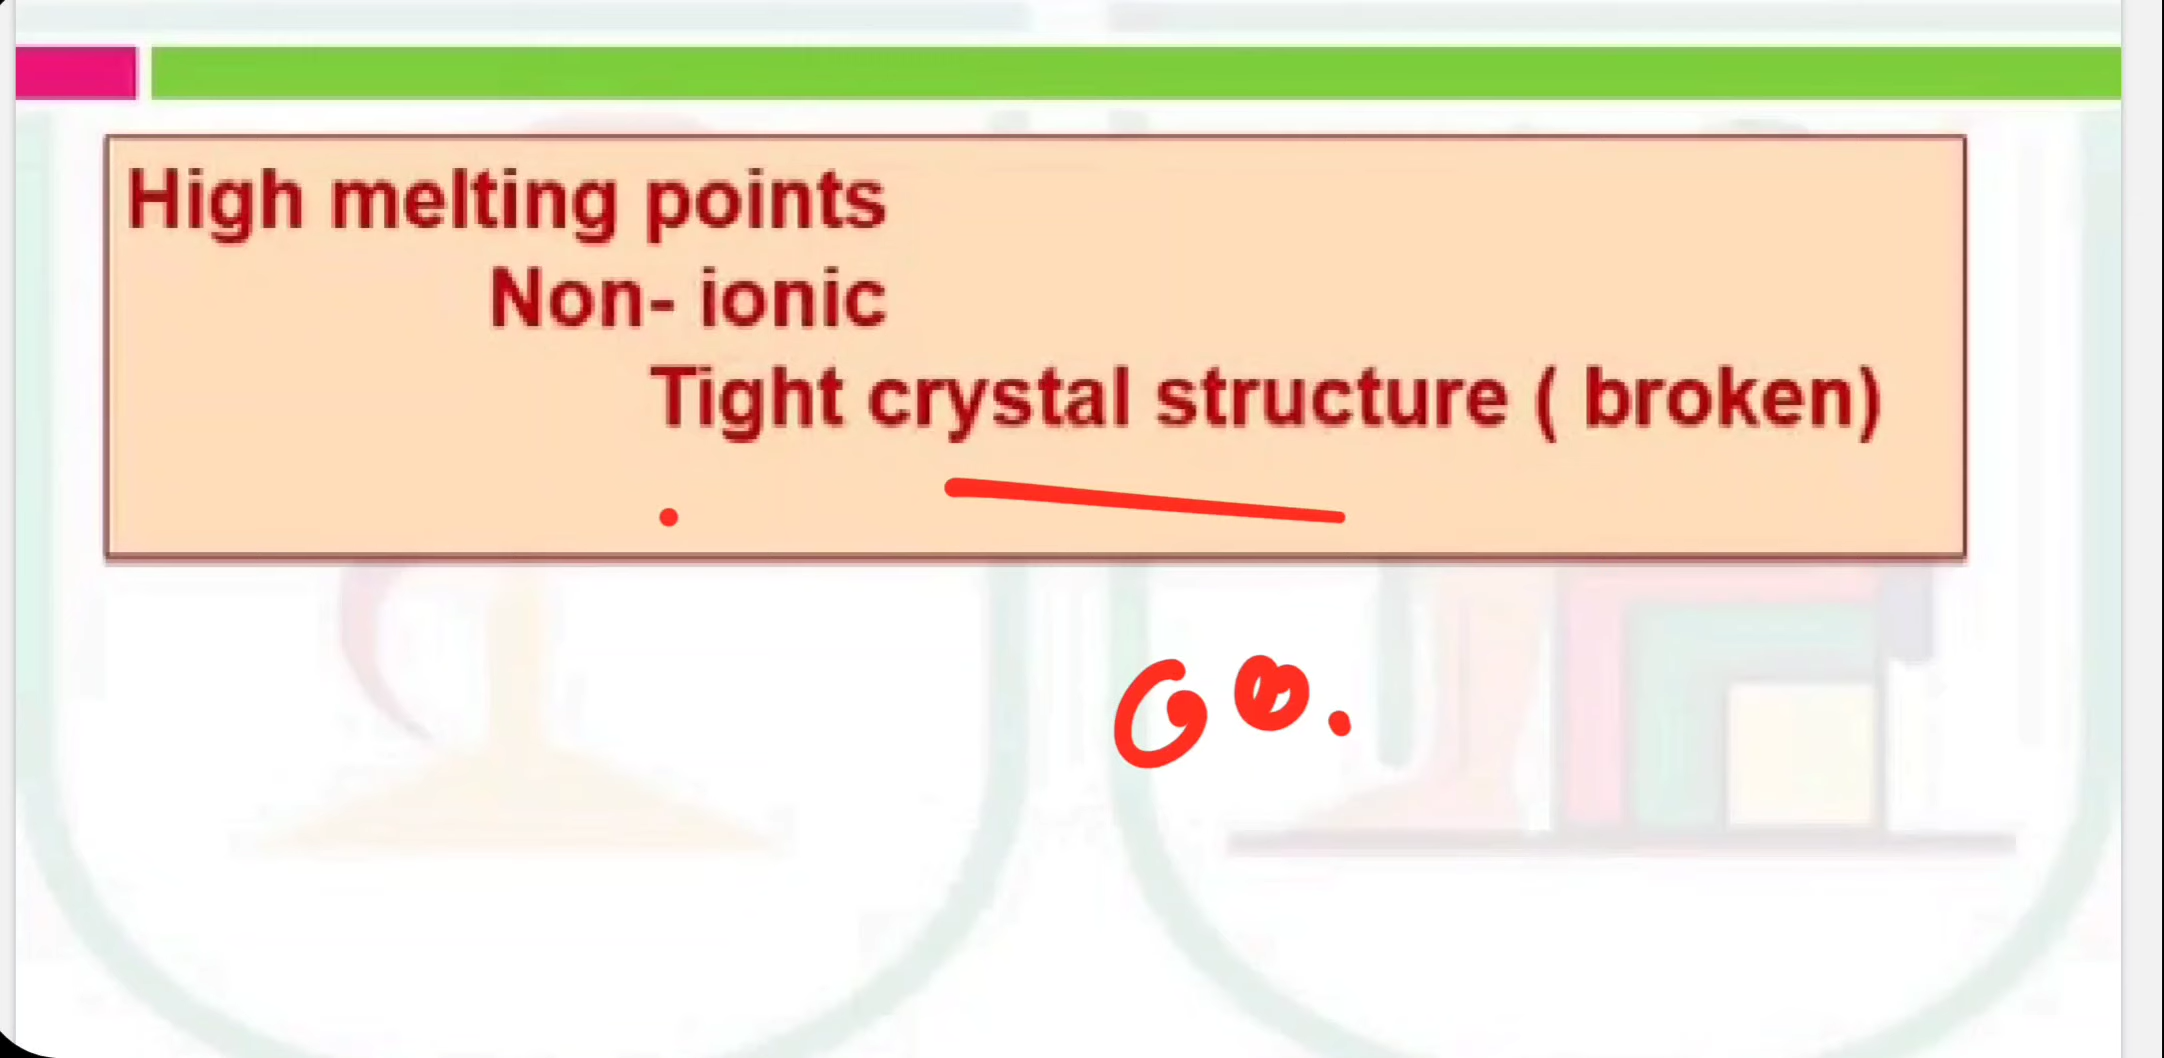 High melting points
Non- ionic
Tight crystal structure ( broken)